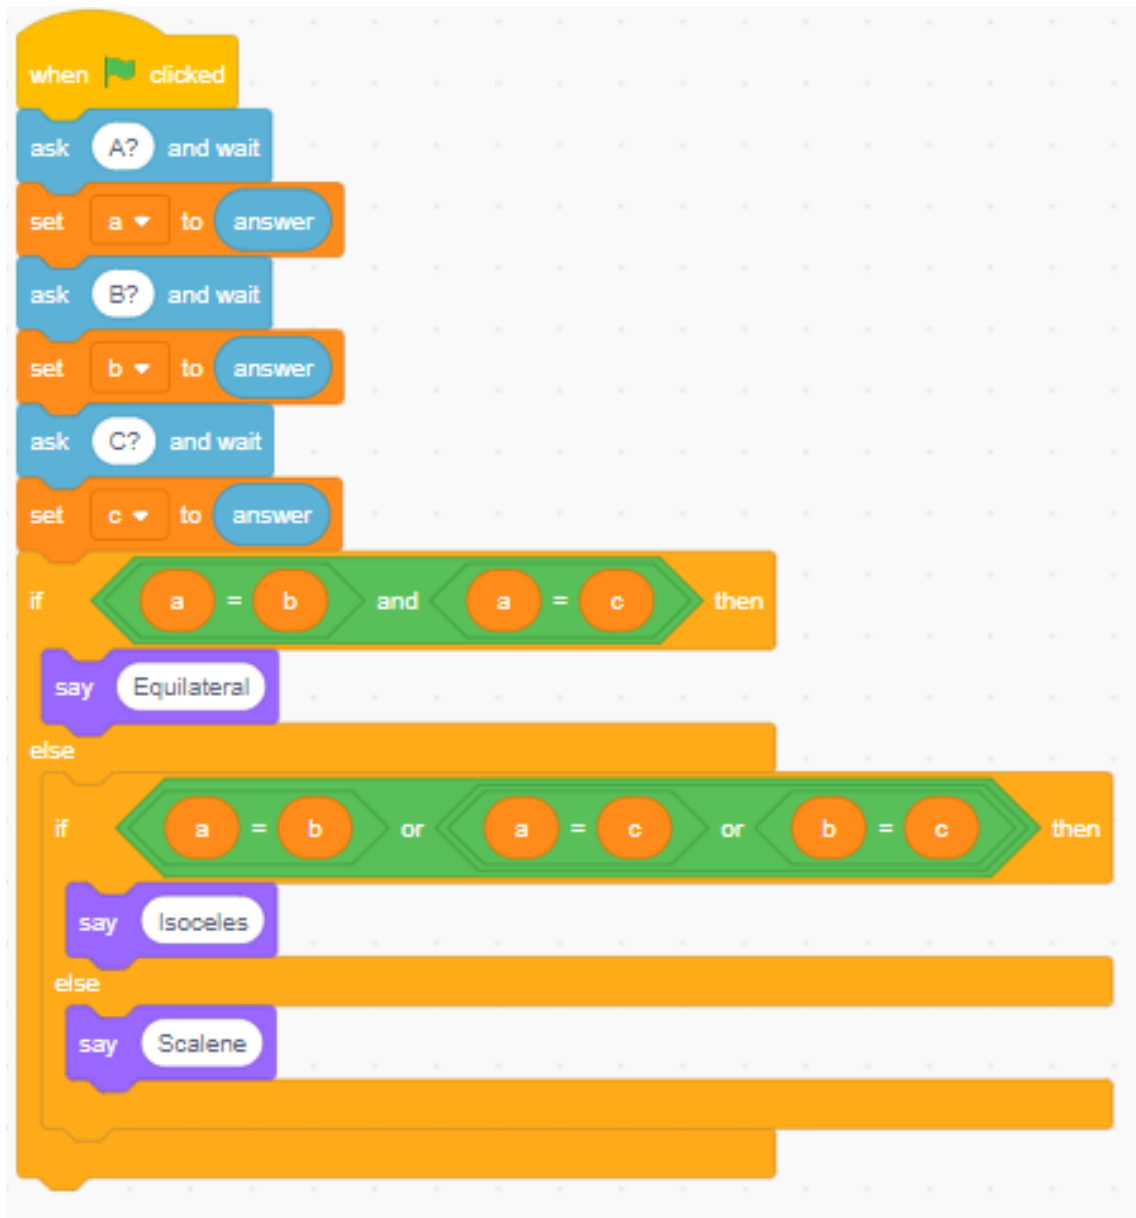 when clicked
ask A? and wait
set a to answer
ask B? and wait
set b to answer
ask C? and wait
set c to answer
if a = b and a = c then
say Equilateral
else
if a = b or a = c or b = c then
say Isoceles
else
say Scalene